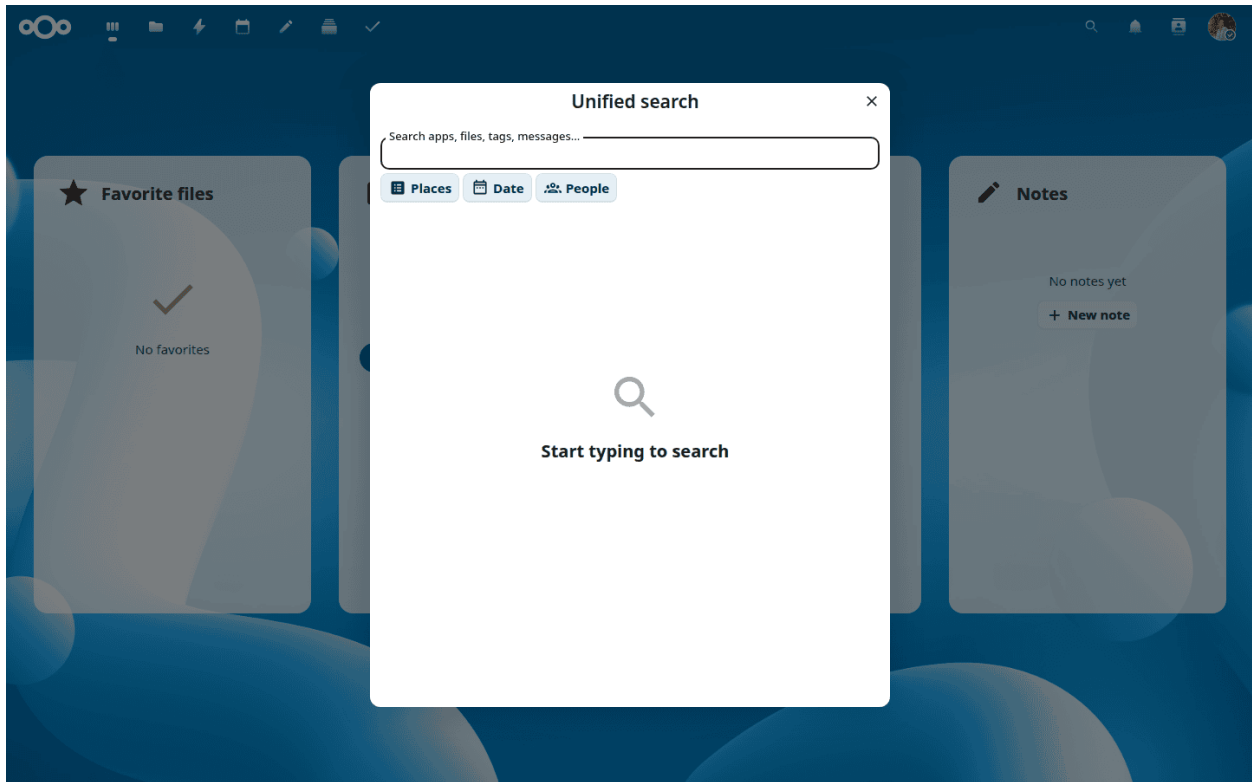 Unified search
Search apps, files, tags, messages...
Places Date People
Favorite files
Notes
No notes yet
+ New note
No favorites
Start typing to search